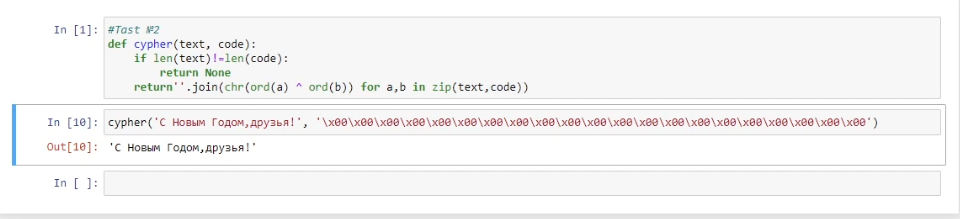 In [1]: #Tast №2
def cypher(text, code):
    if len(text)!=len(code):
        return None
    return''.join(chr(ord(a) ^ ord(b)) for a,b in zip(text,code))
In [10]: cypher('С Новым Годом,друзья!', '\x00\x00\x00\x00\x00\x00\x00\x00\x00\x00\x00\x00\x00\x00\x00\x00\x00\x00\x00\x00\x00')
Out[10]: 'С Новым Годом,друзья!'
In [ ]: